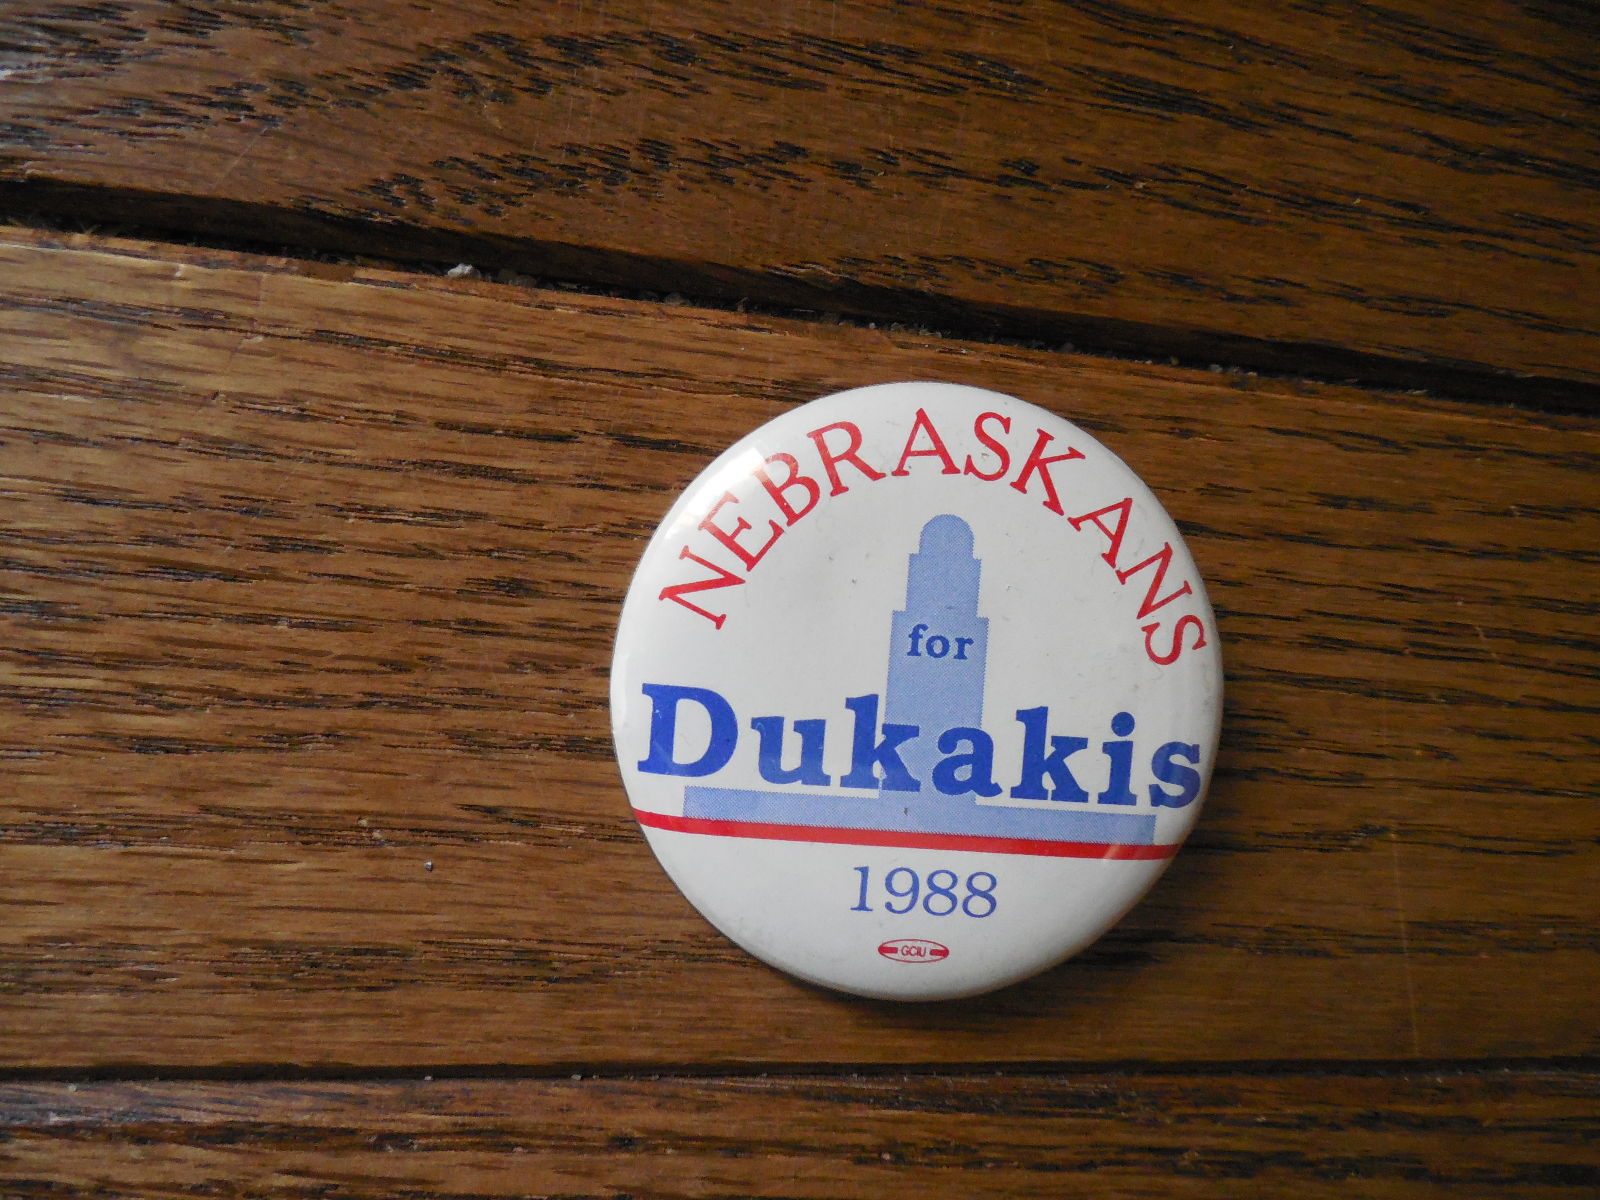 NEBRASKANS
for
Dukakis
1988
GCIU